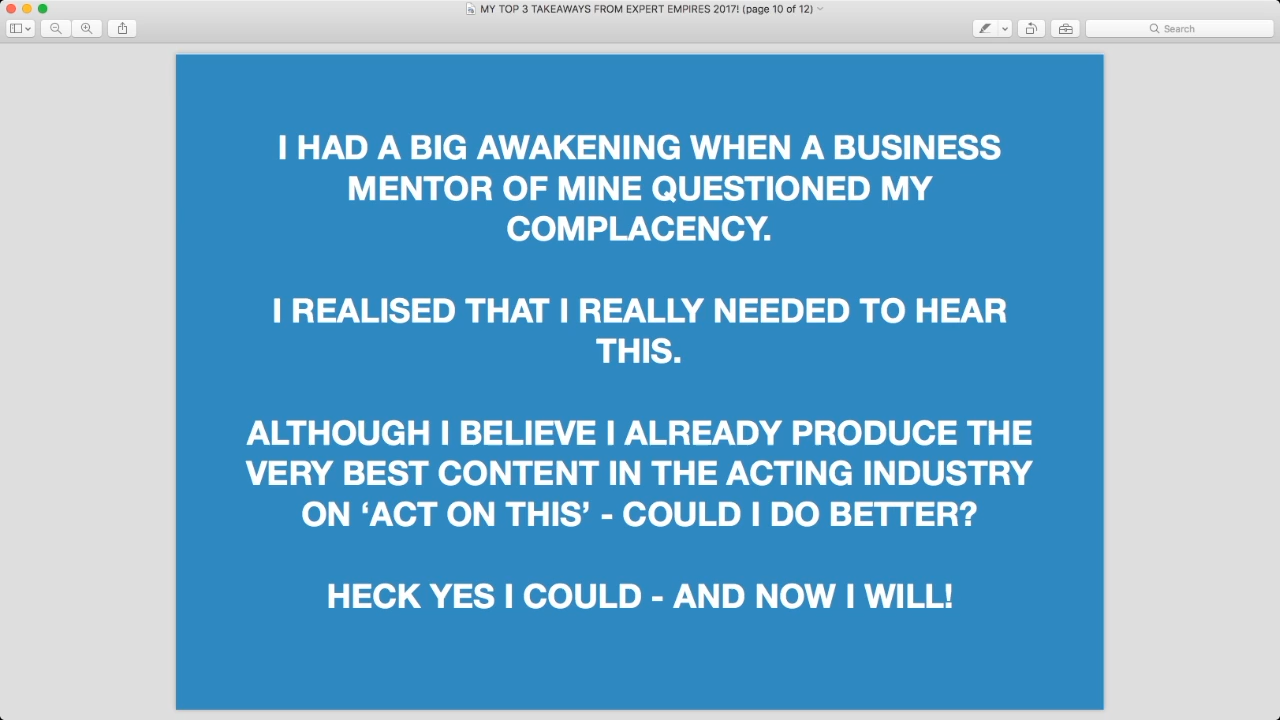 MY TOP 3 TAKEAWAYS FROM EXPERT EMPIRES 2017! (page 10 of 12)
Search
I HAD A BIG AWAKENING WHEN A BUSINESS
MENTOR OF MINE QUESTIONED MY
COMPLACENCY.
I REALISED THAT I REALLY NEEDED TO HEAR
THIS.
ALTHOUGH I BELIEVE I ALREADY PRODUCE THE
VERY BEST CONTENT IN THE ACTING INDUSTRY
ON ‘ACT ON THIS’ - COULD I DO BETTER?
HECK YES I COULD - AND NOW I WILL!